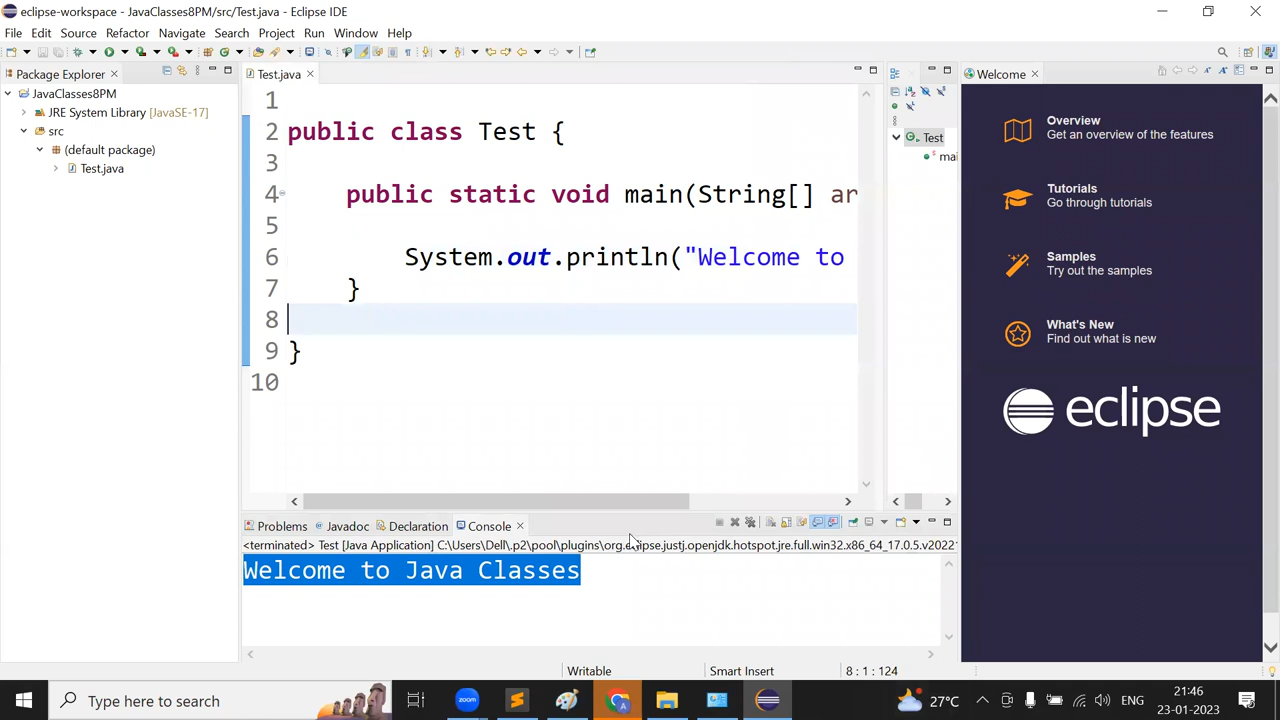 eclipse-workspace - JavaClasses8PM/src/Test.java - Eclipse IDE
File Edit Source Refactor Navigate Search Project Run Window Help
Package Explorer
JavaClasses8PM
JRE System Library [JavaSE-17]
src
(default package)
Test.java
Test.java
1
2 public class Test {
3
4 public static void main(String[] ar
5
6 System.out.println("Welcome to
7 }
8
9 }
10
Test
mai
Welcome
Overview
Get an overview of the features
Tutorials
Go through tutorials
Samples
Try out the samples
What's New
Find out what is new
eclipse
Problems Javadoc Declaration Console
<terminated> Test [Java Application] C:\Users\Dell\.p2\pool\plugins\org.eclipse.justj.openjdk.hotspot.jre.full.win32.x86_64_17.0.5.v2022
Welcome to Java Classes
Writable Smart Insert 8 : 1 : 124
Type here to search
zoom
27°C ENG
21:46
23-01-2023